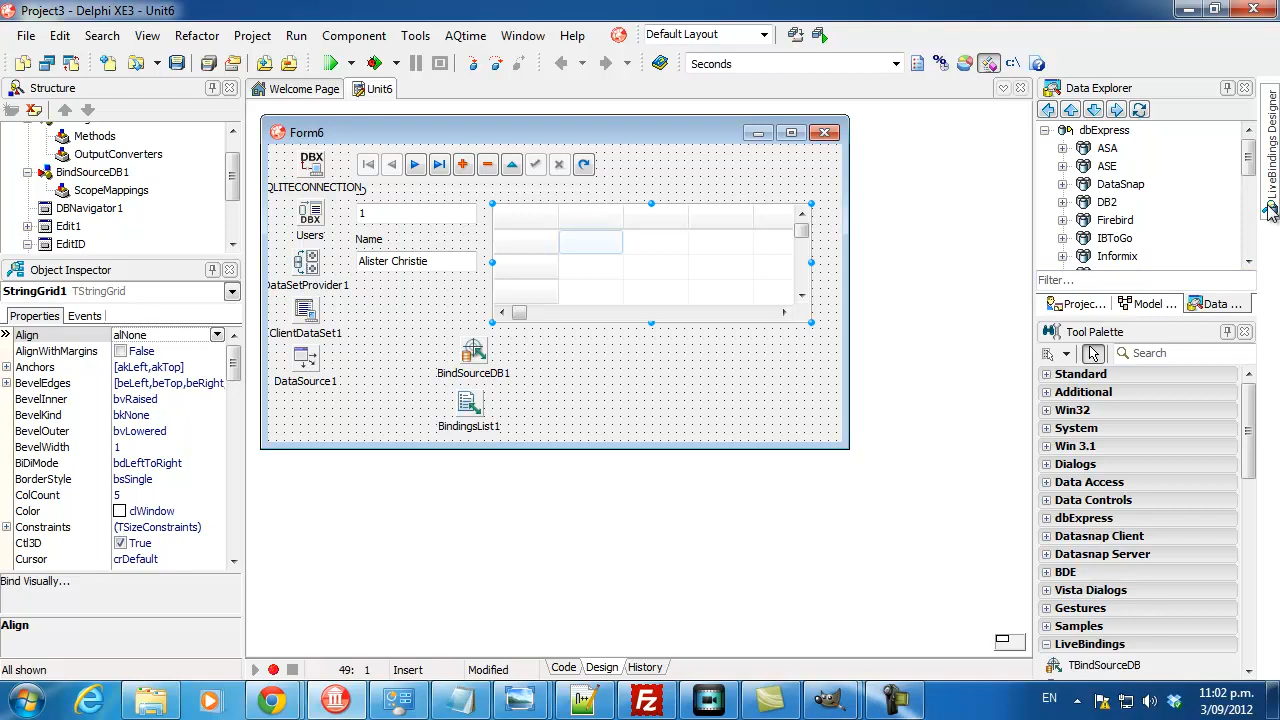 Project3 - Delphi XE3 - Unit6
File Edit Search View Refactor Project Run Component Tools AQtime Window Help
Default Layout
Seconds
Structure
Methods
OutputConverters
BindSourceDB1
ScopeMappings
DBNavigator1
Edit1
EditID
Object Inspector
StringGrid1 TStringGrid
Properties Events
Align alNone
AlignWithMargins False
Anchors [akLeft,akTop]
BevelEdges [beLeft,beTop,beRight,
BevelInner bvRaised
BevelKind bkNone
BevelOuter bvLowered
BevelWidth 1
BiDiMode bdLeftToRight
BorderStyle bsSingle
ColCount 5
Color clWindow
Constraints (TSizeConstraints)
Ctl3D True
Cursor crDefault
Bind Visually...
Align
All shown
Welcome Page Unit6
Form6
DBX
QLITECONNECTION
1
DBX
Users
Name
Alister Christie
DataSetProvider1
ClientDataSet1
DataSource1
BindSourceDB1
BindingsList1
49: 1 Insert Modified Code Design History
Data Explorer
dbExpress
ASA
ASE
DataSnap
DB2
Firebird
IBToGo
Informix
Filter...
Projec... Model ... Data ...
LiveBindings Designer
Tool Palette
Search
Standard
Additional
Win32
System
Win 3.1
Dialogs
Data Access
Data Controls
dbExpress
Datasnap Client
Datasnap Server
BDE
Vista Dialogs
Gestures
Samples
LiveBindings
TBindSourceDB
EN
11:02 p.m.
3/09/2012